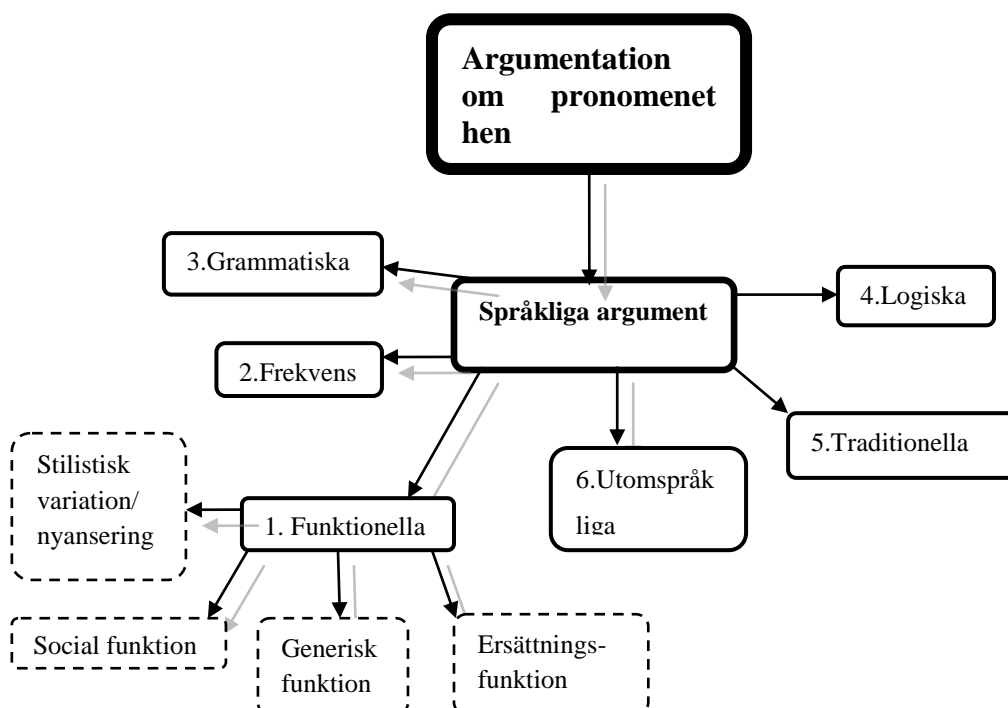 Argumentation
om pronomenet
hen
3.Grammatiska
Språkliga argument
4.Logiska
2.Frekvens
5.Traditionella
6.Utomspråk
liga
Stilistisk
variation/
nyansering
1. Funktionella
Social funktion
Generisk
funktion
Ersättnings-
funktion